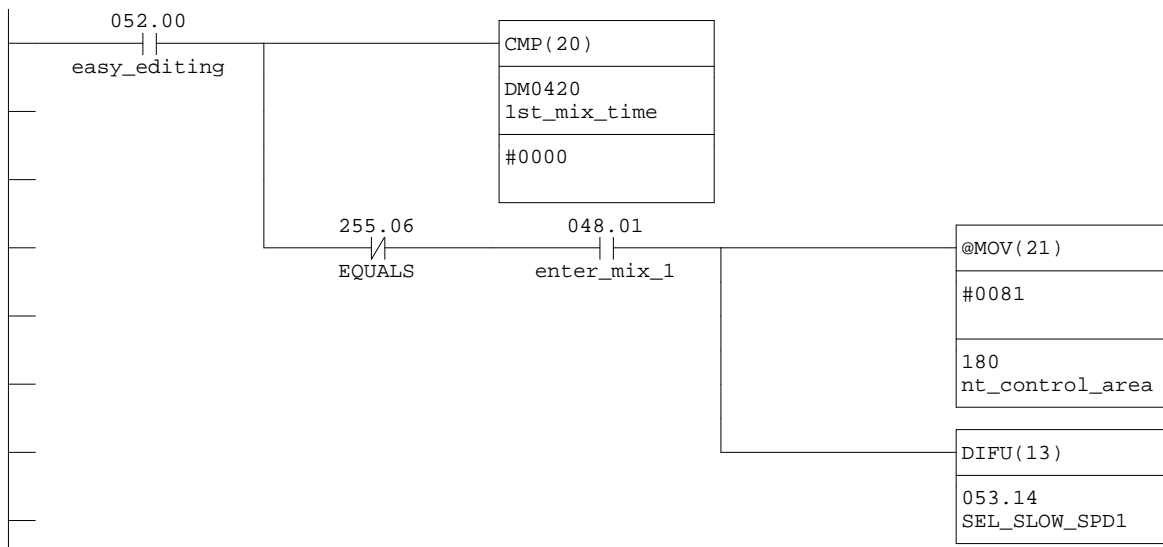 052.00
easy_editing
CMP(20)
DM0420
1st_mix_time
#0000
255.06
EQUALS
048.01
enter_mix_1
@MOV(21)
#0081
180
nt_control_area
DIFU(13)
053.14
SEL_SLOW_SPD1